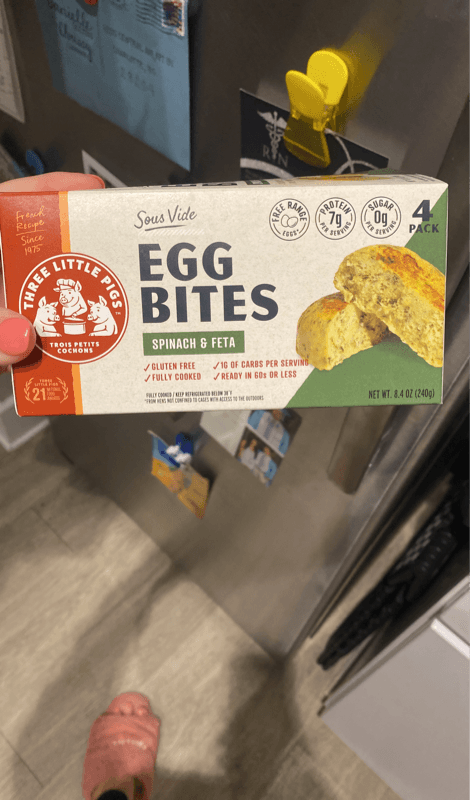 R N
French
Recipe
Since
1975
THREE LITTLE PIGS™
TROIS PETITS
COCHONS
THREE
LITTLE PIGS
21
Sous Vide
EGG
BITES
SPINACH & FETA
✓GLUTEN FREE
✓FULLY COOKED
✓1G OF CARBS PER SERVING
✓READY IN 60s OR LESS
FULLY COOKED / KEEP REFRIGERATED BELOW 38°F
*FROM HENS NOT CONFINED TO CAGES WITH ACCESS TO THE OUTDOORS
FREE RANGE
EGGS*
PROTEIN
7g
PER SERVING
SUGAR
0g
PER SERVING
4
PACK
NET WT. 8.4 OZ (240g)